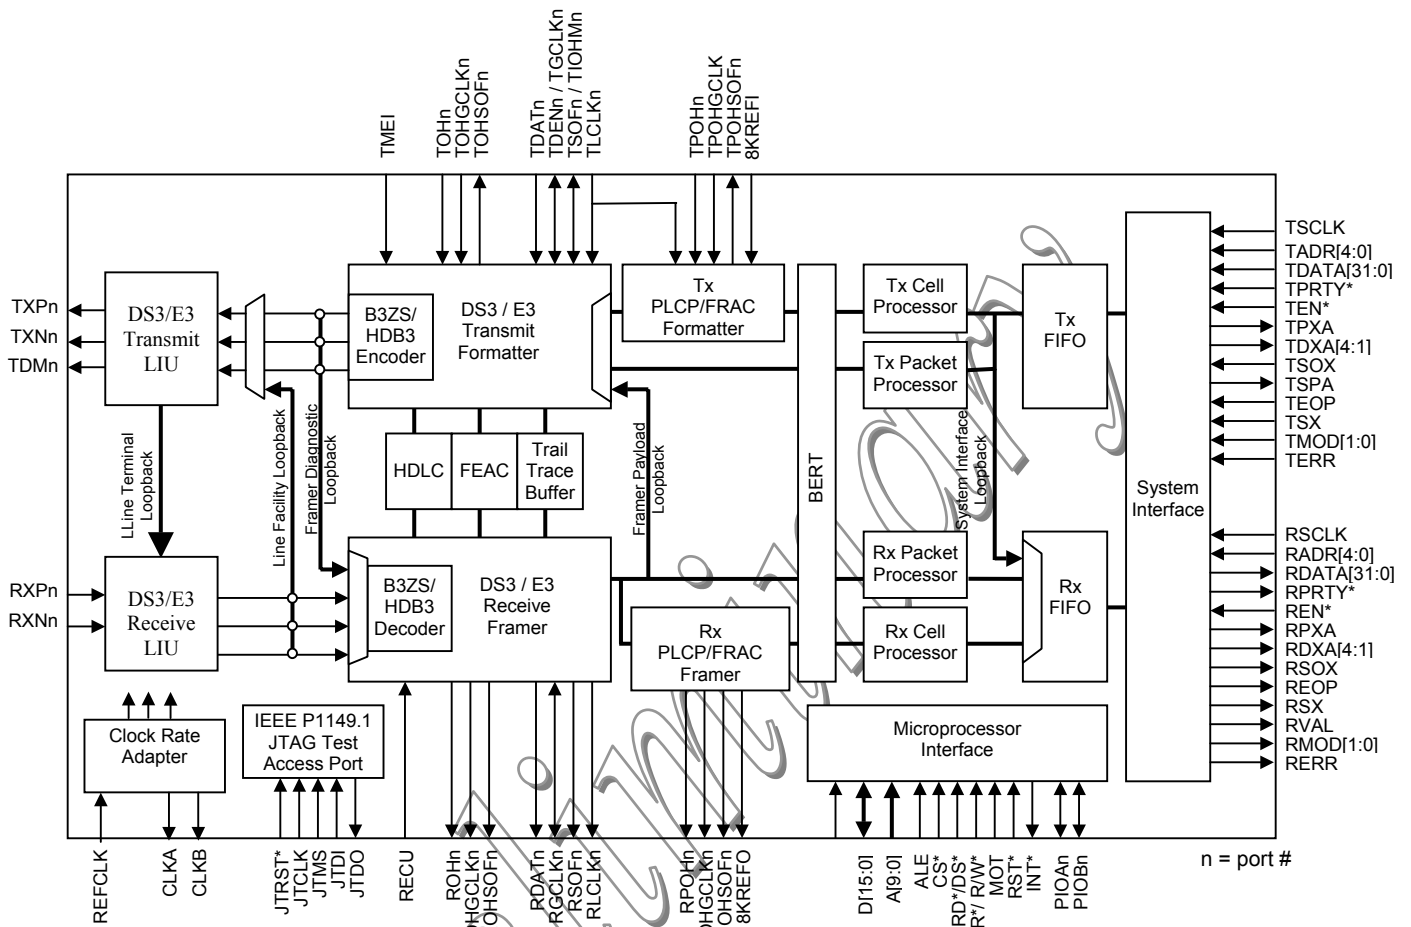 TMEI
TOHn
TOHGCLKn
TOHSOFn
TDATn
TDENn / TGCLKn
TSOFn / TIOHMn
TLCLKn
TPOHn
TPOHGCLK
TPOHSOFn
8KREFI
TXPn
TXNn
TDMn
DS3/E3
Transmit
LIU
B3ZS/
HDB3
Encoder
DS3 / E3
Transmit
Formatter
Tx
PLCP/FRAC
Formatter
BERT
Tx Cell
Processor
Tx Packet
Processor
Tx
FIFO
System
Interface
TSCLK
TADR[4:0]
TDATA[31:0]
TPRTY*
TEN*
TPXA
TDXA[4:1]
TSOX
TSPA
TEOP
TSX
TMOD[1:0]
TERR
LLine Terminal
Loopback
Line Facility Loopback
Framer Diagnostic
Loopback
HDLC
FEAC
Trail
Trace
Buffer
Framer Payload
Loopback
System Interface
Loopback
RXPn
RXNn
DS3/E3
Receive
LIU
B3ZS/
HDB3
Decoder
DS3 / E3
Receive
Framer
Rx
PLCP/FRAC
Framer
Rx Packet
Processor
Rx Cell
Processor
Rx
FIFO
RSCLK
RADR[4:0]
RDATA[31:0]
RPRTY*
REN*
RPXA
RDXA[4:1]
RSOX
REOP
RSX
RVAL
RMOD[1:0]
RERR
Clock Rate
Adapter
IEEE P1149.1
JTAG Test
Access Port
Microprocessor
Interface
REFCLK
CLKA
CLKB
JTRST*
JTCLK
JTMS
JTDI
JTDO
RECU
ROHn
OHGCLKn
OHSOFn
RDATn
RGCLKn
RSOFn
RLCLKn
RPOHn
OHGCLKn
OHSOFn
8KREFO
D[15:0]
A[9:0]
ALE
CS*
RD*/DS*
R*/ RW*
MOT
RST*
INT*
PIOAn
PIOBn
n = port #